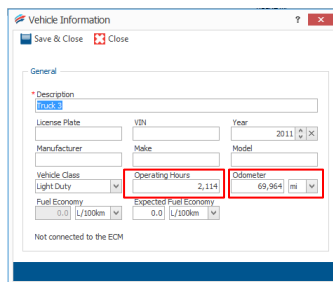 Vehicle Information ?
Save & Close Close
General
* Description
Truck 3
License Plate VIN Year
2011
Manufacturer Make Model
Vehicle Class Operating Hours Odometer
Light Duty 2,114 69,964 mi
Fuel Economy Expected Fuel Economy
0.0 L/100km 0.0 L/100km
Not connected to the ECM